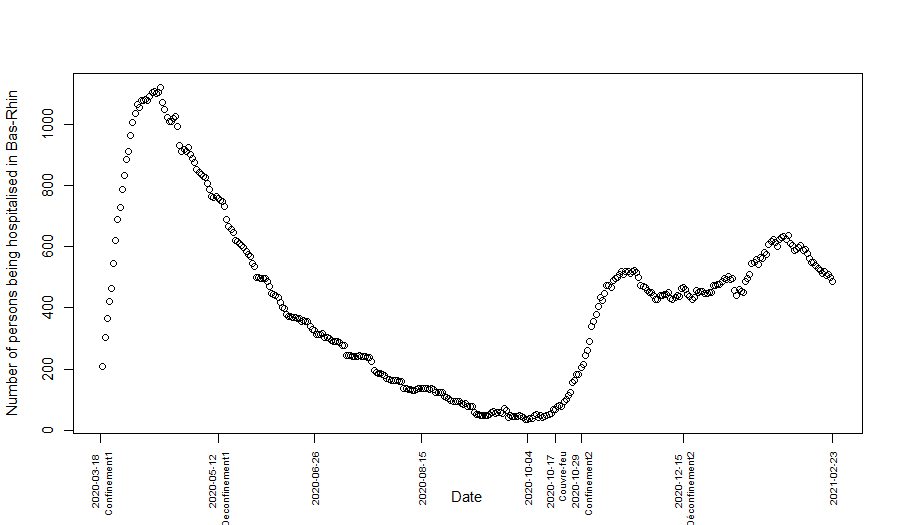 Number of persons being hospitalised in Bas-Rhin
1000
800
600
400
200
0
2020-03-18
Confinement1
2020-05-12
Déconfinement1
2020-06-26
2020-08-15
2020-10-04
2020-10-17
Couvre-feu
2020-10-29
Confinement2
2020-12-15
Déconfinement2
2021-02-23
Date